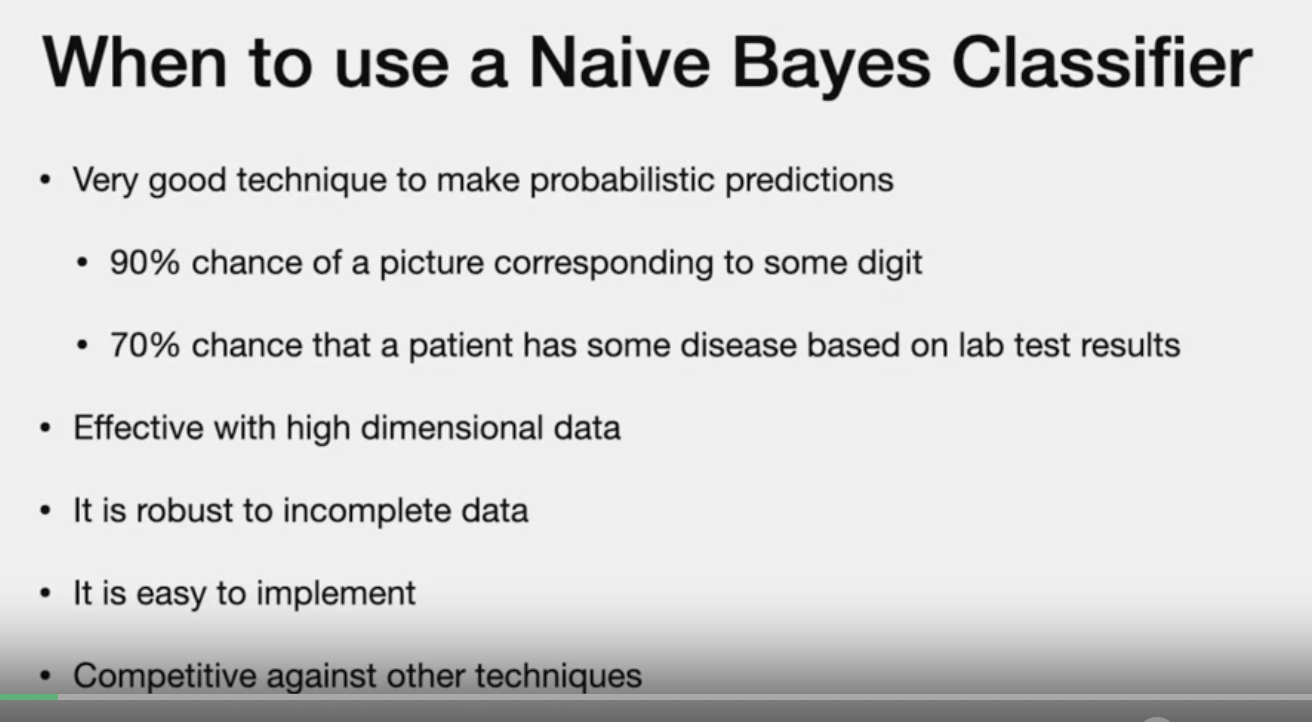 When to use a Naive Bayes Classifier
• Very good technique to make probabilistic predictions
• 90% chance of a picture corresponding to some digit
• 70% chance that a patient has some disease based on lab test results
• Effective with high dimensional data
• It is robust to incomplete data
• It is easy to implement
• Competitive against other techniques